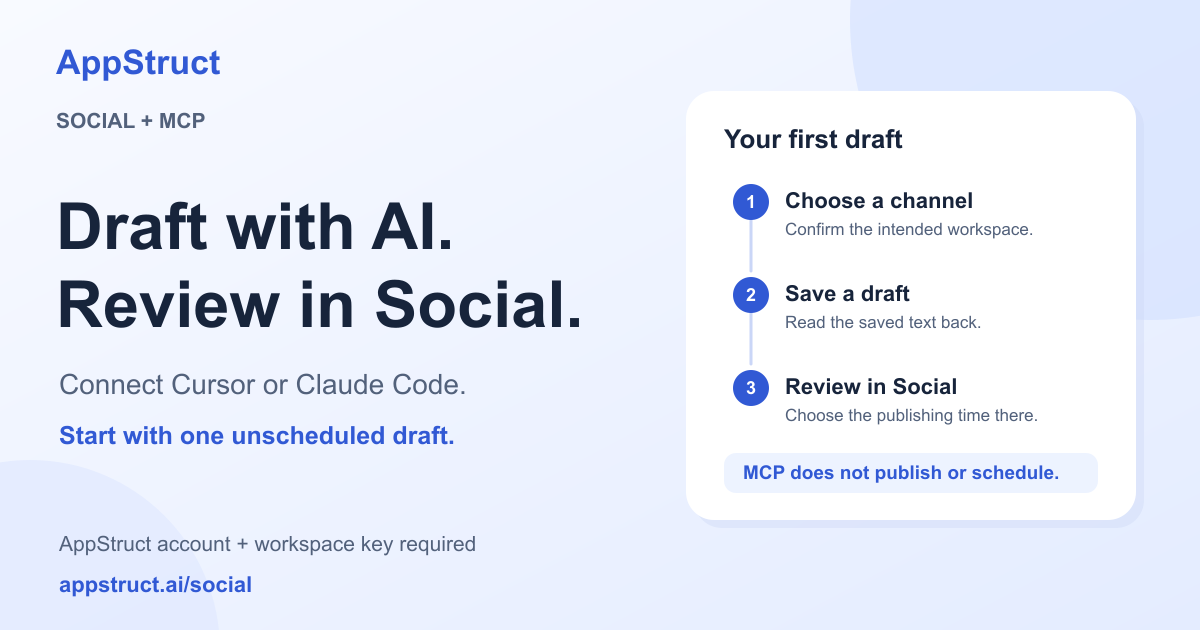 AppStruct
SOCIAL + MCP
Draft with AI.
Review in Social.
Connect Cursor or Claude Code.
Start with one unscheduled draft.
AppStruct account + workspace key required
appstruct.ai/social
Your first draft
1
Choose a channel
Confirm the intended workspace.
2
Save a draft
Read the saved text back.
3
Review in Social
Choose the publishing time there.
MCP does not publish or schedule.